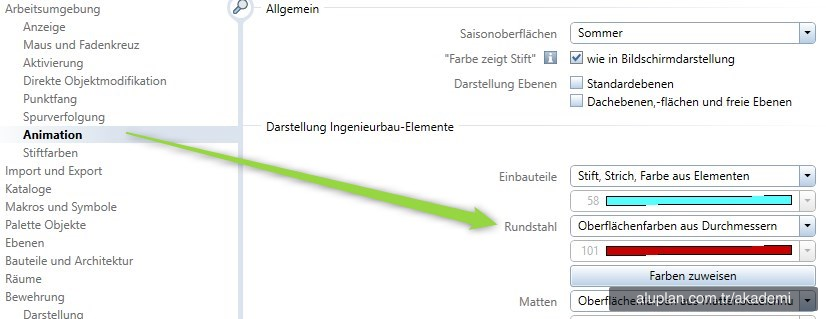 Arbeitsumgebung
Anzeige
Maus und Fadenkreuz
Aktivierung
Direkte Objektmodifikation
Punktfang
Spurverfolgung
Animation
Stiftfarben
Import und Export
Kataloge
Makros und Symbole
Palette Objekte
Ebenen
Bauteile und Architektur
Räume
Bewehrung
Darstellung
Allgemein
Saisonoberflächen Sommer
"Farbe zeigt Stift" i wie in Bildschirmdarstellung
Darstellung Ebenen Standardebenen
Dachebenen,-flächen und freie Ebenen
Darstellung Ingenieurbau-Elemente
Einbauteile Stift, Strich, Farbe aus Elementen
58
Rundstahl Oberflächenfarben aus Durchmessern
101
Farben zuweisen
Matten
aluplan.com.tr/akademi